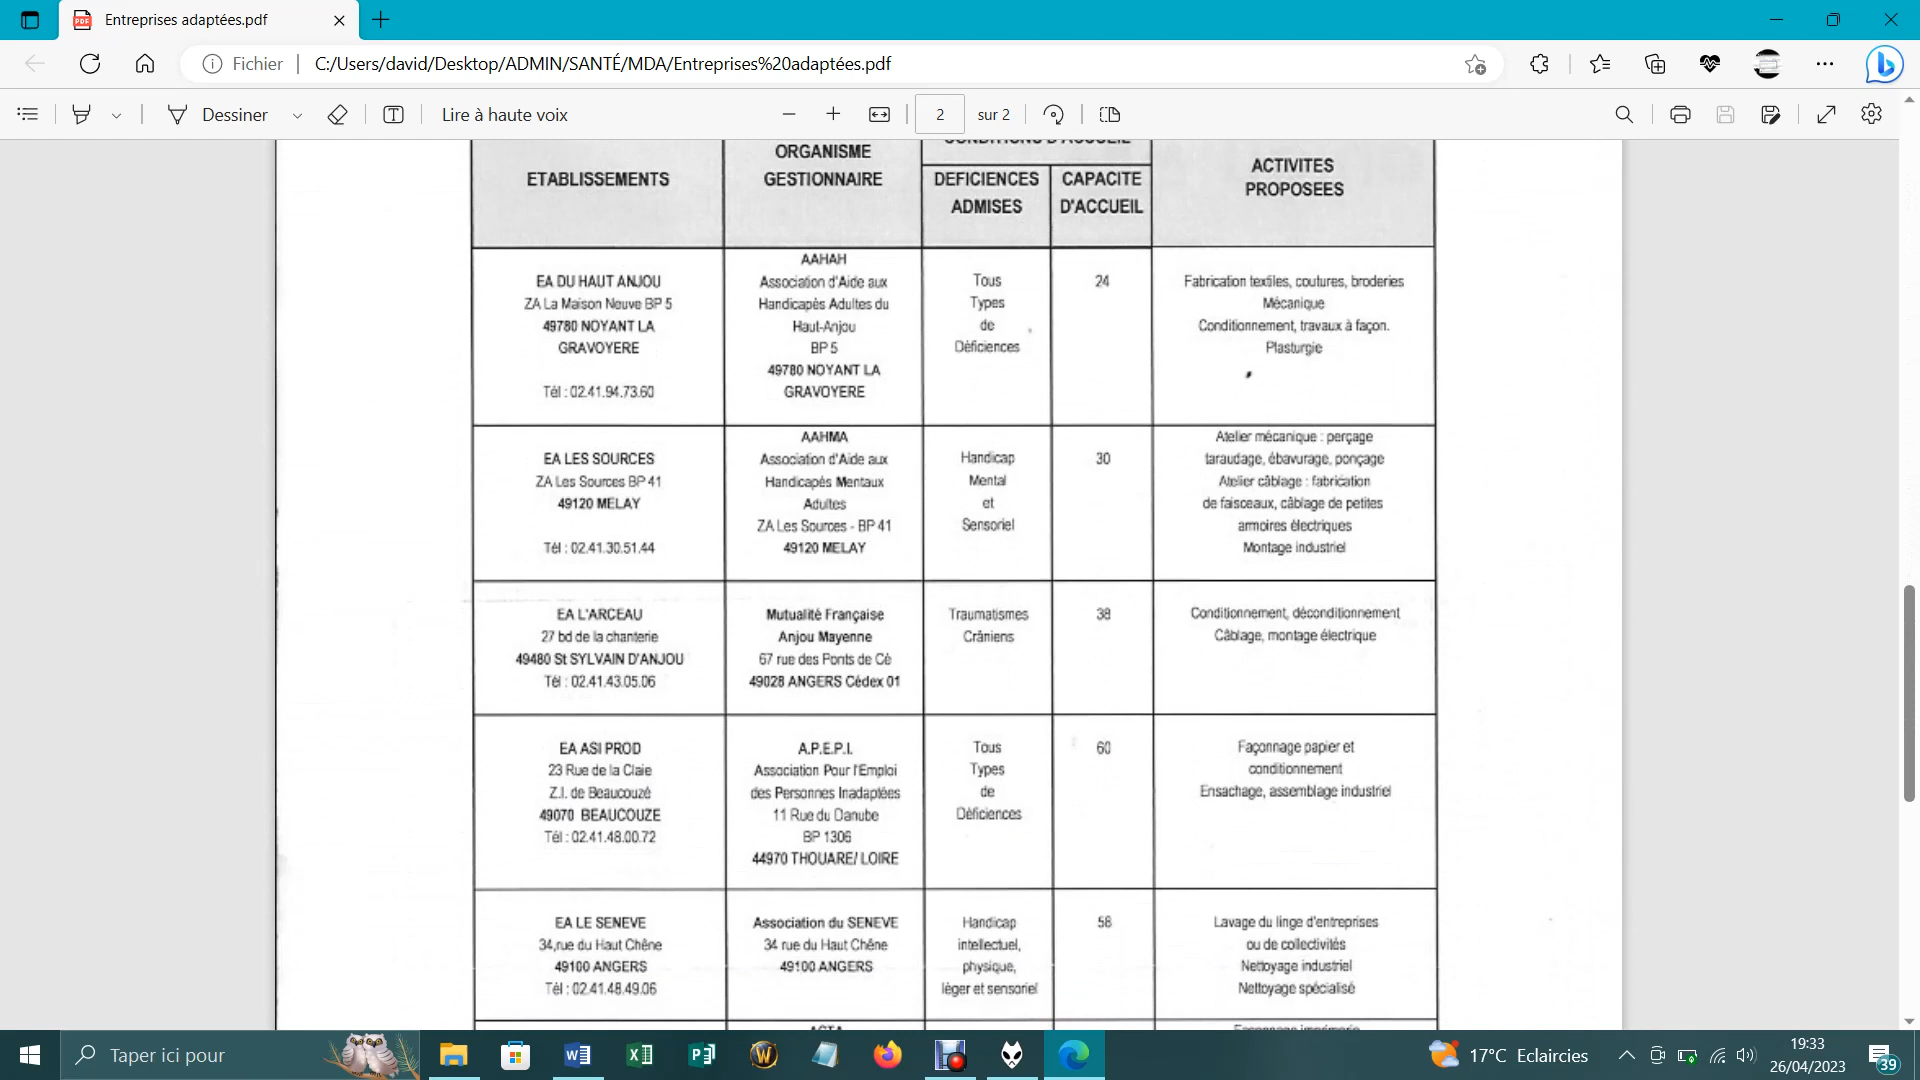 Entreprises adaptées.pdf
Fichier
C:/Users/david/Desktop/ADMIN/SANTÉ/MDA/Entreprises%20adaptées.pdf
Dessiner
Lire à haute voix
2
sur 2
ETABLISSEMENTS
ORGANISME
GESTIONNAIRE
CONDITIONS D'ACCUEIL
DEFICIENCES
ADMISES
CAPACITE
D'ACCUEIL
ACTIVITES
PROPOSEES
EA DU HAUT ANJOU
ZA La Maison Neuve BP 5
49780 NOYANT LA
GRAVOYERE
Tél : 02.41.94.73.60
AAHAH
Association d'Aide aux
Handicapés Adultes du
Haut-Anjou
BP 5
49780 NOYANT LA
GRAVOYERE
Tous
Types
de
Déficiences
24
Fabrication textiles, coutures, broderies
Mécanique
Conditionnement, travaux à façon.
Plasturgie
EA LES SOURCES
ZA Les Sources BP 41
49120 MELAY
Tél : 02.41.30.51.44
AAHMA
Association d'Aide aux
Handicapés Mentaux
Adultes
ZA Les Sources - BP 41
49120 MELAY
Handicap
Mental
et
Sensoriel
30
Atelier mécanique : perçage
taraudage, ébavurage, ponçage
Atelier câblage : fabrication
de faisceaux, câblage de petites
armoires électriques
Montage industriel
EA L'ARCEAU
27 bd de la chanterie
49480 St SYLVAIN D'ANJOU
Tél : 02.41.43.05.06
Mutualité Française
Anjou Mayenne
67 rue des Ponts de Cé
49028 ANGERS Cédex 01
Traumatismes
Crâniens
38
Conditionnement, déconditionnement
Câblage, montage électrique
EA ASI PROD
23 Rue de la Claie
Z.I. de Beaucouzé
49070 BEAUCOUZE
Tél : 02.41.48.00.72
A.P.E.P.I.
Association Pour l'Emploi
des Personnes Inadaptées
11 Rue du Danube
BP 1306
44970 THOUARE/ LOIRE
Tous
Types
de
Déficiences
60
Façonnage papier et
conditionnement
Ensachage, assemblage industriel
EA LE SENEVE
34,rue du Haut Chêne
49100 ANGERS
Tél : 02.41.48.49.06
Association du SENEVE
34 rue du Haut Chêne
49100 ANGERS
Handicap
intellectuel,
physique,
léger et sensoriel
58
Lavage du linge d'entreprises
ou de collectivités
Nettoyage industriel
Nettoyage spécialisé
ACTA
Façonnage imprimerie
Taper ici pour
17°C Eclaircies
19:33
26/04/2023
39